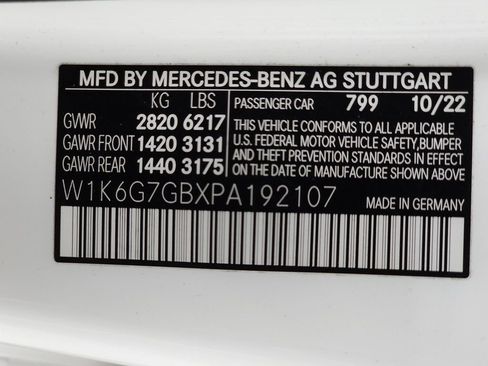 MFD BY MERCEDES-BENZ AG STUTTGART
KG LBS PASSENGER CAR 799 10/22
GVWR 2820 6217
GAWR FRONT 1420 3131
GAWR REAR 1440 3175
THIS VEHICLE CONFORMS TO ALL APPLICABLE
U.S. FEDERAL MOTOR VEHICLE SAFETY, BUMPER
AND THEFT PREVENTION STANDARDS IN EFFECT
ON THE DATE OF MANUFACTURE SHOWN ABOVE.
W1K6G7GBXPA192107 MADE IN GERMANY